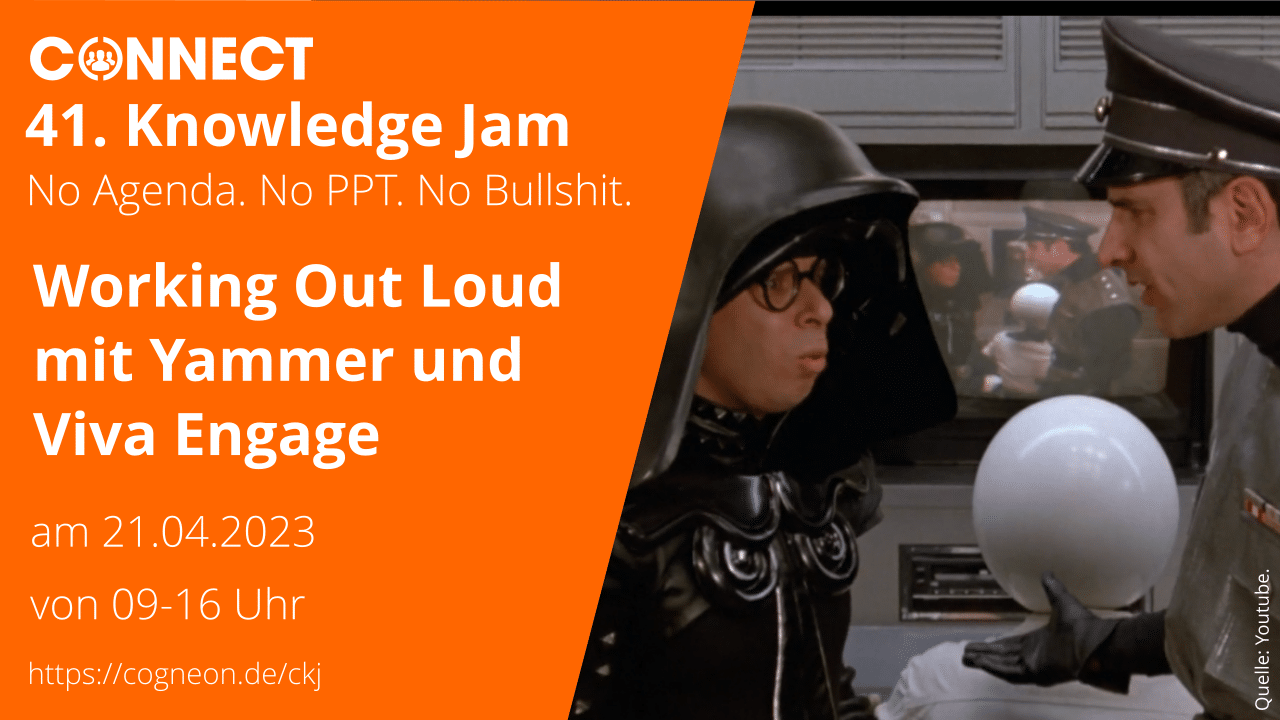 CONNECT
41. Knowledge Jam
No Agenda. No PPT. No Bullshit.
Working Out Loud
mit Yammer und
Viva Engage
am 21.04.2023
von 09-16 Uhr
https://cogneon.de/ckj
Quelle: Youtube.